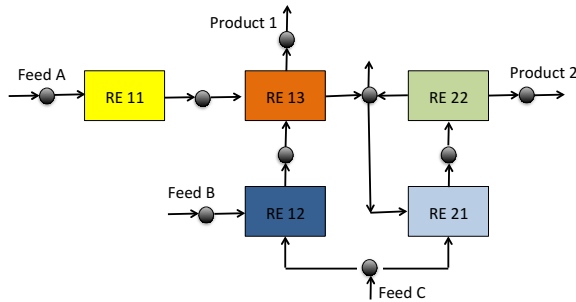 Product 1
Feed A
Product 2
RE 11
RE 13
RE 22
Feed B
RE 12
RE 21
Feed C